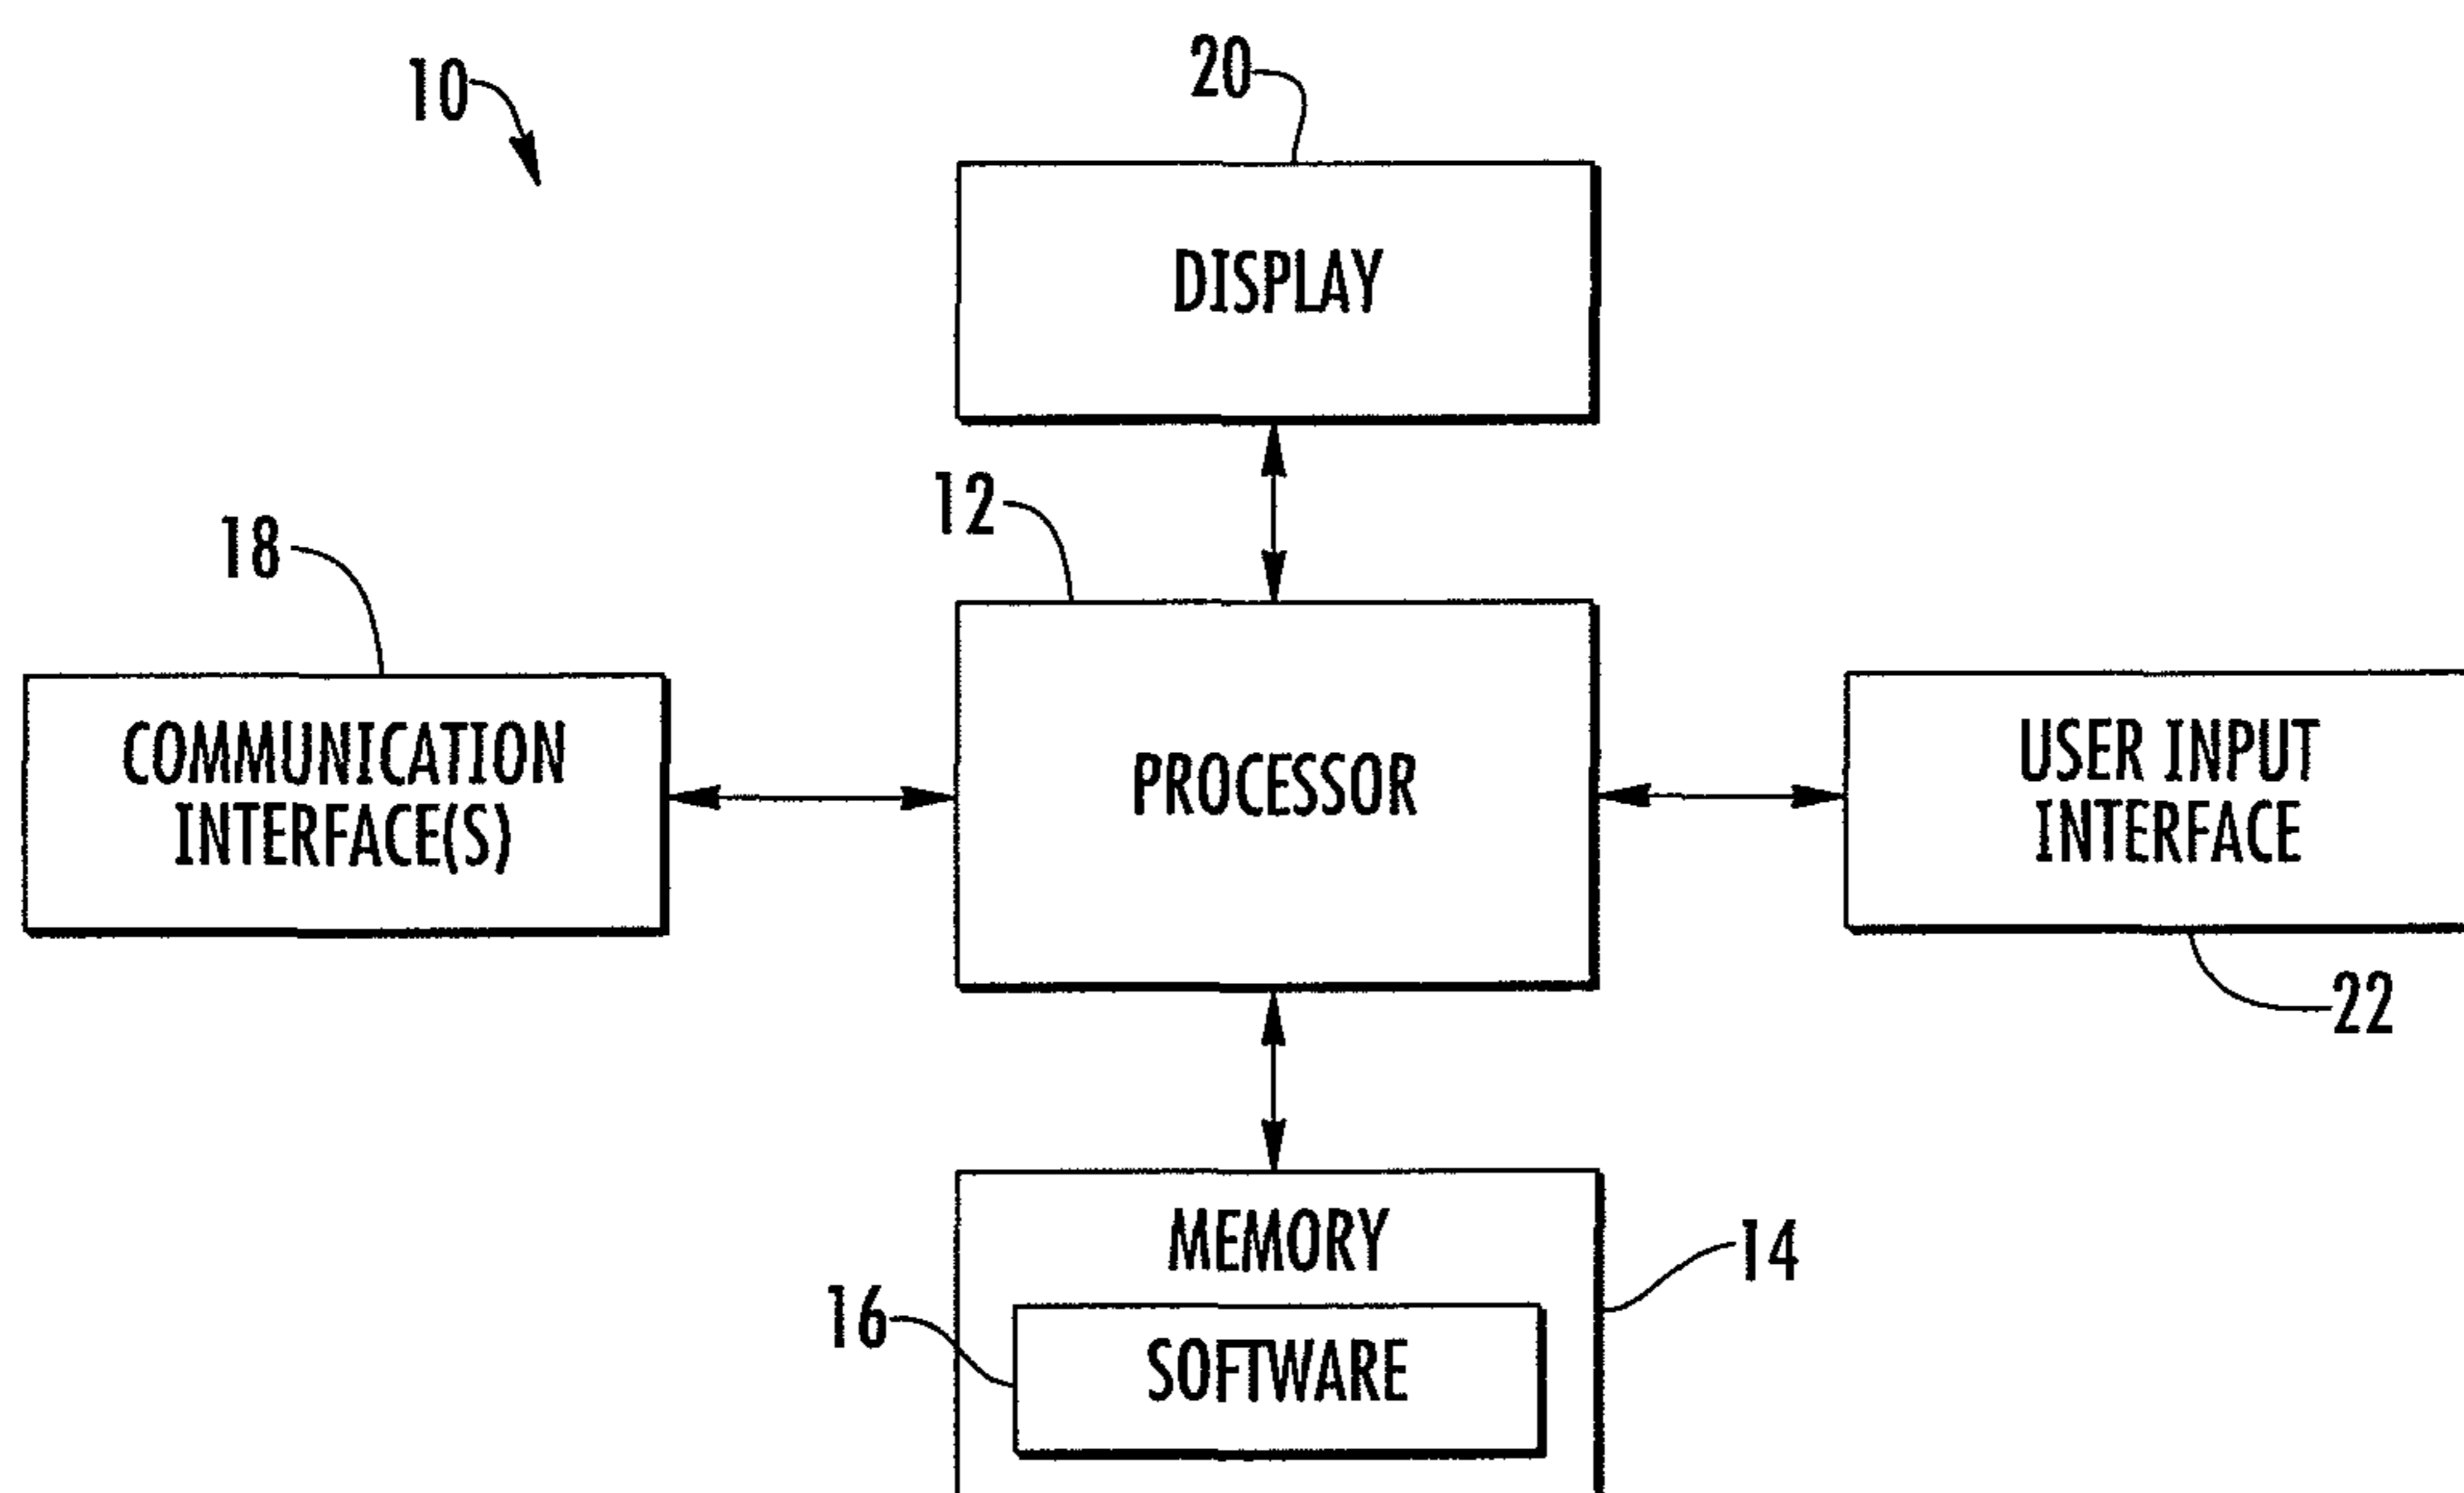 10
20
DISPLAY
12
18
COMMUNICATION
INTERFACE(S)
PROCESSOR
USER INPUT
INTERFACE
22
MEMORY
14
16
SOFTWARE